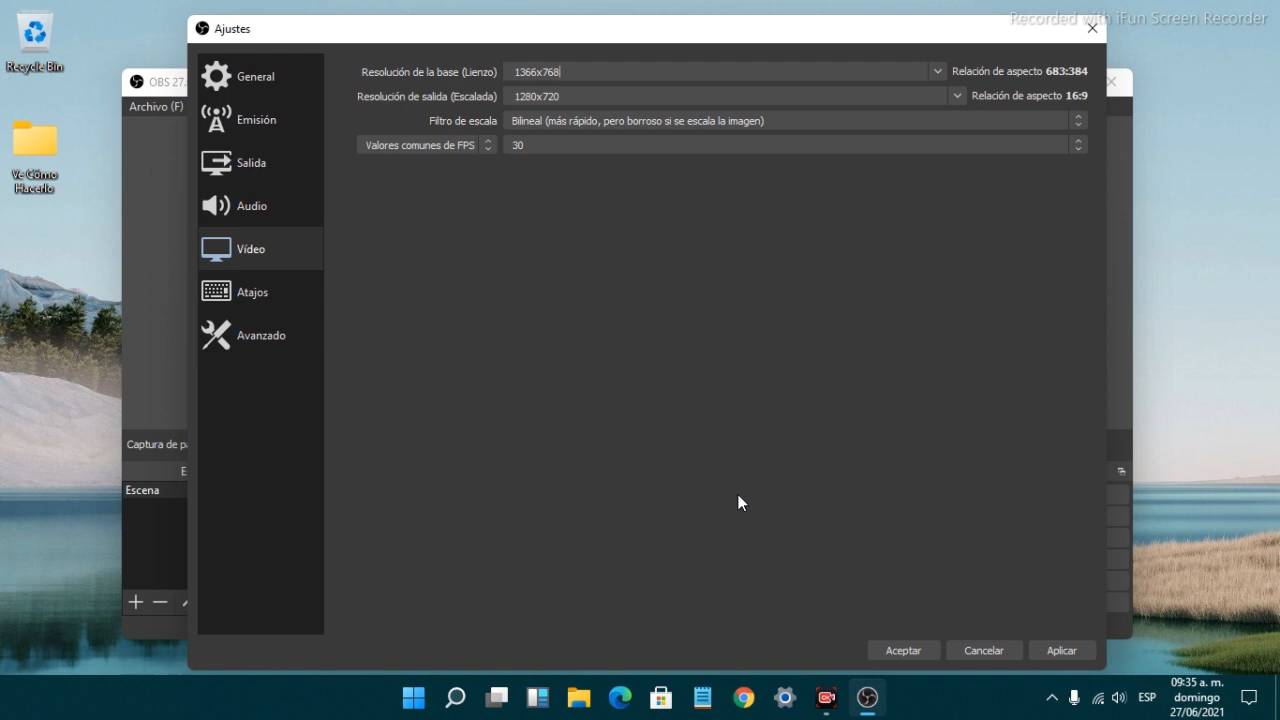 Recorded with iFun Screen Recorder
Recycle Bin
Ve Cómo
Hacerlo
OBS 27.
Archivo (F)
Captura de pa
Escena
Ajustes
General
Emisión
Salida
Audio
Vídeo
Atajos
Avanzado
Resolución de la base (Lienzo) 1366x768 Relación de aspecto 683:384
Resolución de salida (Escalada) 1280x720 Relación de aspecto 16:9
Filtro de escala Bilineal (más rápido, pero borroso si se escala la imagen)
Valores comunes de FPS 30
Aceptar Cancelar Aplicar
ESP
09:35 a. m.
domingo
27/06/2021